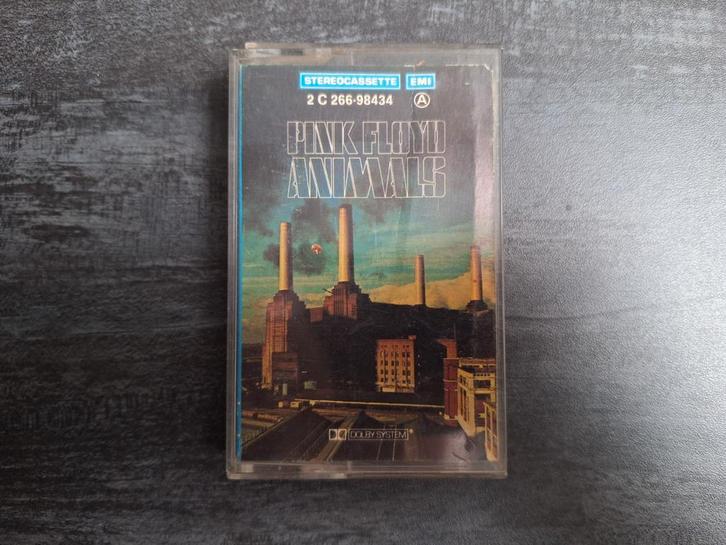 STEREOCASSETTE EMI
2 C 266-98434 A
PINK FLOYD
ANIMALS
DOLBY SYSTEM®